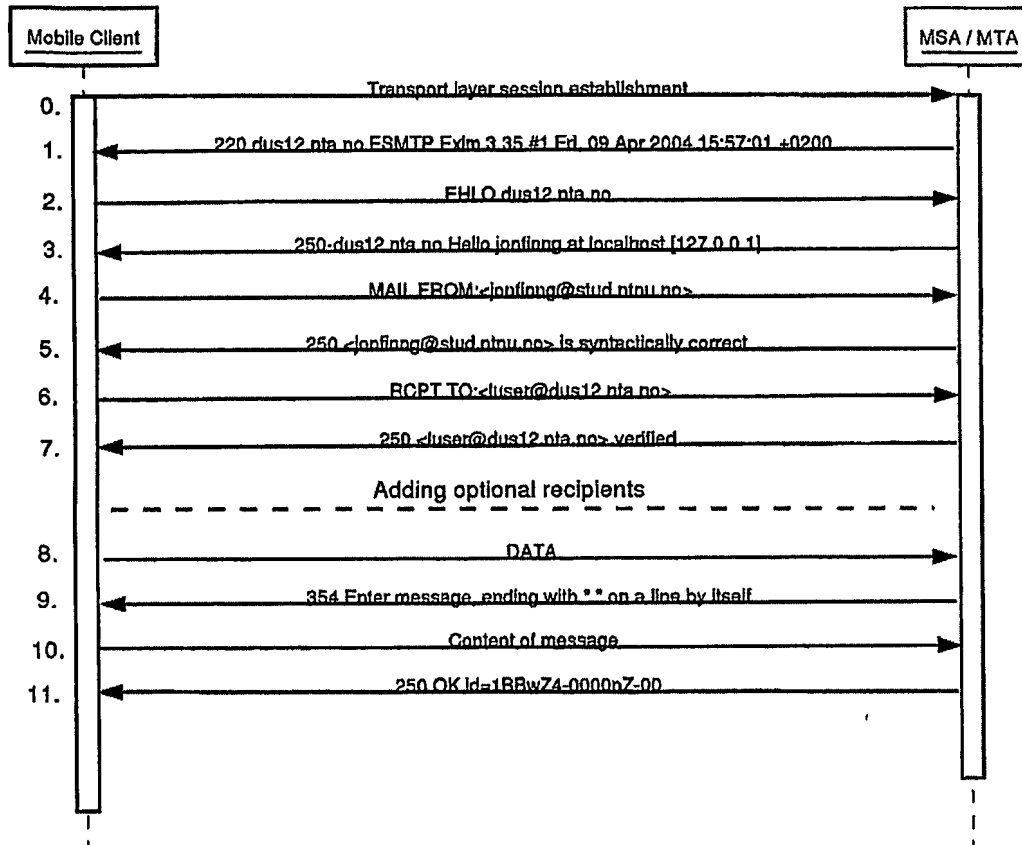 Mobile Client
MSA / MTA
0. Transport layer session establishment
1. 220 dus12.nta.no ESMTP Exim 3.35 #1 Fri, 09 Apr 2004 15:57:01 +0200
2. EHLO dus12.nta.no
3. 250-dus12.nta.no Hello jonfinng at localhost [127.0.0.1]
4. MAIL FROM:<jonfinng@stud.ntnu.no>
5. 250 <jonfinng@stud.ntnu.no> is syntactically correct
6. RCPT TO:<luser@dus12.nta.no>
7. 250 <luser@dus12.nta.no> verified
Adding optional recipients
8. DATA
9. 354 Enter message, ending with "." on a line by itself
10. Content of message
11. 250 OK